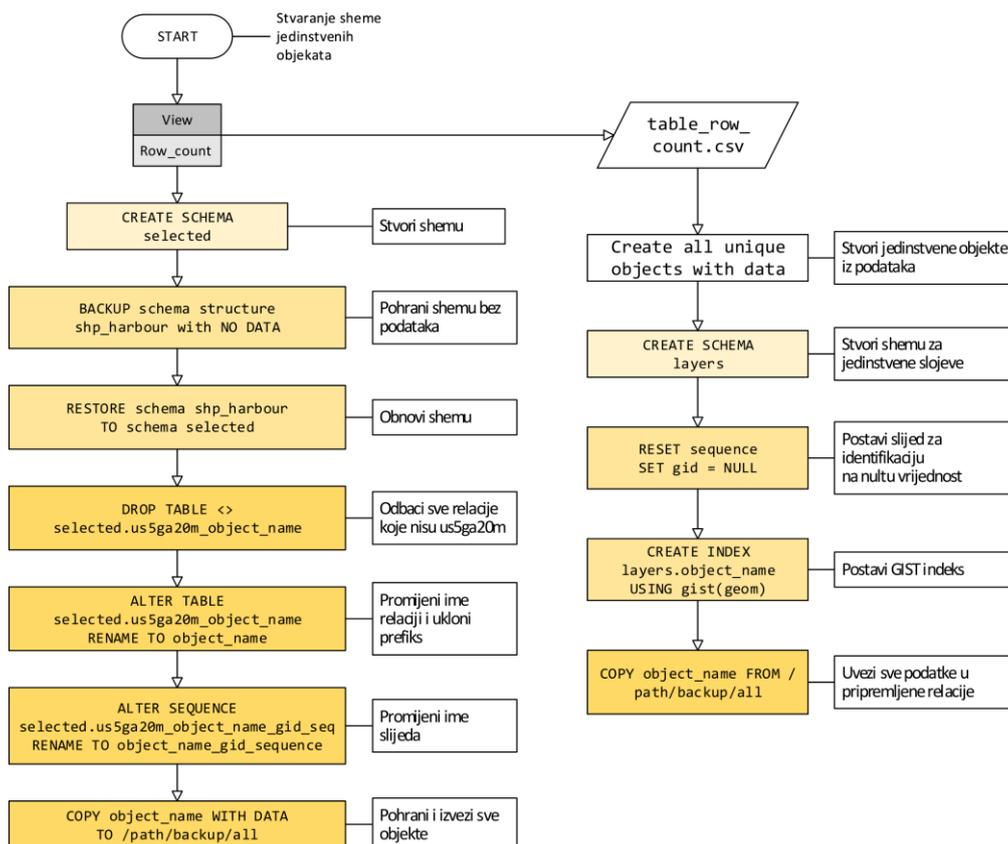 START
Stvaranje sheme
jedinstvenih
objekata
View
Row_count
CREATE SCHEMA
selected
Stvori shemu
BACKUP schema structure
shp_harbour with NO DATA
Pohrani shemu bez
podataka
RESTORE schema shp_harbour
TO schema selected
Obnovi shemu
DROP TABLE <>
selected.us5ga20m_object_name
Odbaci sve relacije
koje nisu us5ga20m
ALTER TABLE
selected.us5ga20m_object_name
RENAME TO object_name
Promijeni ime
relaciji i ukloni
prefiks
ALTER SEQUENCE
selected.us5ga20m_object_name_gid_seq
RENAME TO object_name_gid_sequence
Promijeni ime
slijeda
COPY object_name WITH DATA
TO /path/backup/all
Pohrani i izvezi sve
objekte
table_row_
count.csv
Create all unique
objects with data
Stvori jedinstvene objekte
iz podataka
CREATE SCHEMA
layers
Stvori shemu za
jedinstvene slojeve
RESET sequence
SET gid = NULL
Postavi slijed za
identifikaciju
na nultu vrijednost
CREATE INDEX
layers.object_name
USING gist(geom)
Postavi GIST indeks
COPY object_name FROM /
path/backup/all
Uvezi sve podatke u
pripremljene relacije